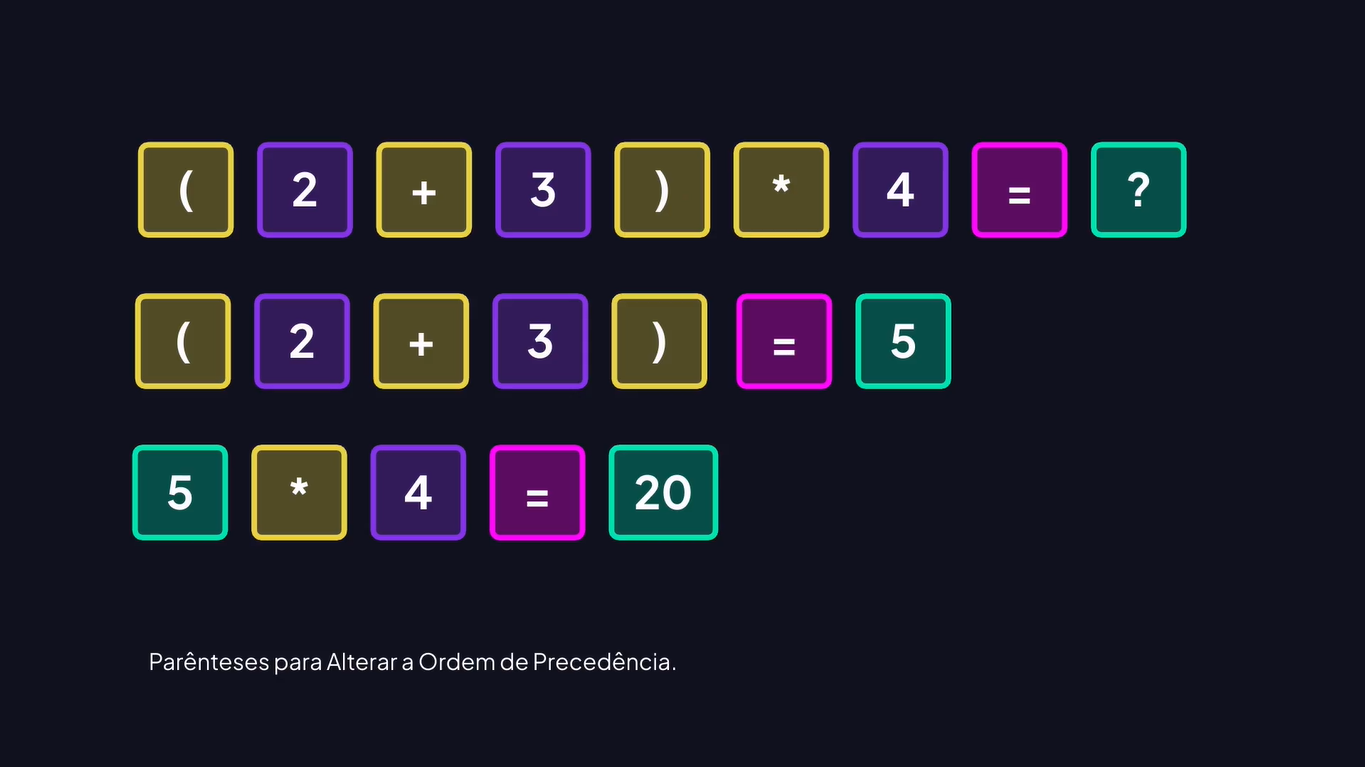 ( 2 + 3 ) * 4 = ?
( 2 + 3 ) = 5
5 * 4 = 20
Parênteses para Alterar a Ordem de Precedência.